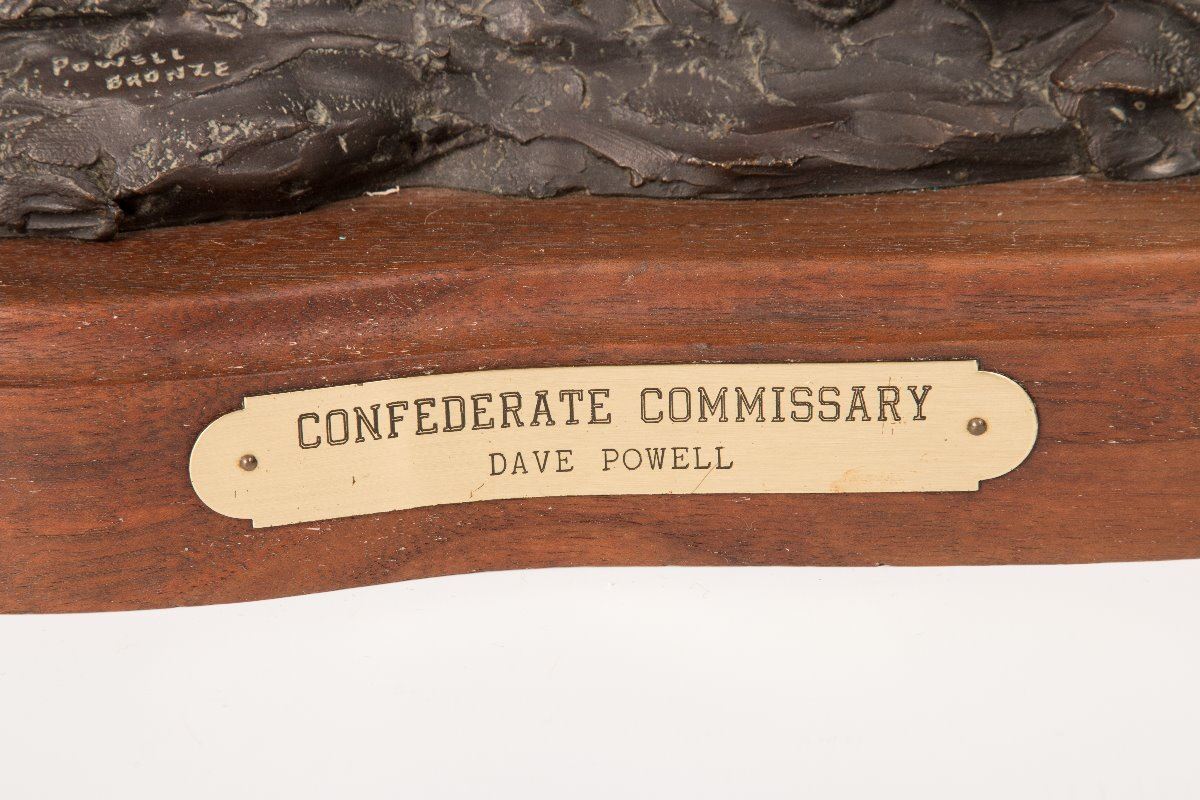 POWELL
BRONZE
CONFEDERATE COMMISSARY
DAVE POWELL